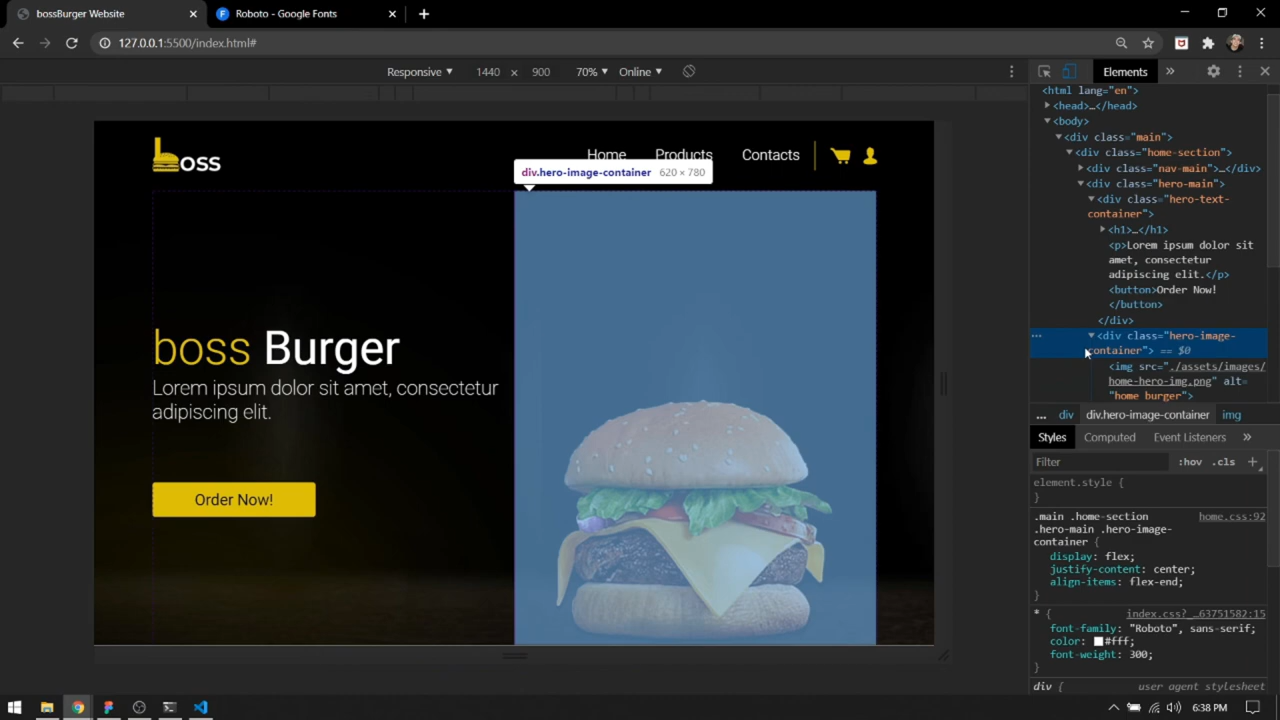 bossBurger Website
Roboto - Google Fonts
127.0.0.1:5500/index.html#
Responsive
1440 x 900
70%
Online
Elements
boss
Home
Products
Contacts
div.hero-image-container 620 × 780
boss Burger
Lorem ipsum dolor sit amet, consectetur
adipiscing elit.
Order Now!
<html lang="en">
<head>…</head>
<body>
<div class="main">
<div class="home-section">
<div class="nav-main">…</div>
<div class="hero-main">
<div class="hero-text-
container">
<h1>…</h1>
<p>Lorem ipsum dolor sit
amet, consectetur
adipiscing elit.</p>
<button>Order Now!
</button>
</div>
<div class="hero-image-
container"> == $0
<img src="./assets/images/
home-hero-img.png" alt=
"home burger">
... div div.hero-image-container img
Styles
Computed
Event Listeners
Filter
:hov .cls
element.style {
}
.main .home-section home.css:92
.hero-main .hero-image-
container {
display: flex;
justify-content: center;
align-items: flex-end;
}
* { index.css?_…63751582:15
font-family: "Roboto", sans-serif;
color: #fff;
font-weight: 300;
}
div { user agent stylesheet
6:38 PM